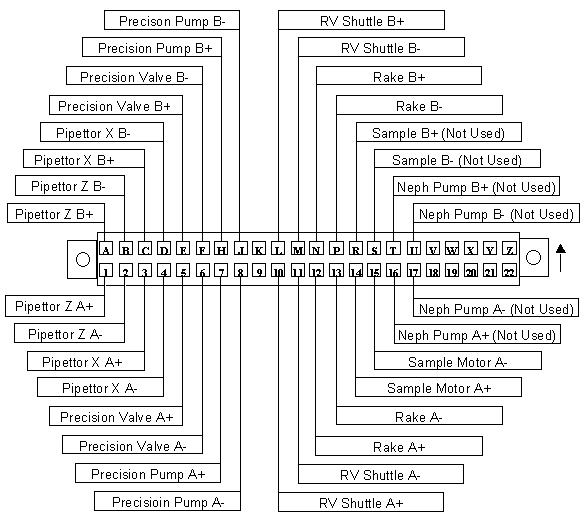 Precison Pump B-
RV Shuttle B+
Precision Pump B+
RV Shuttle B-
Precision Valve B-
Rake B+
Precision Valve B+
Rake B-
Pipettor X B-
Sample B+ (Not Used)
Pipettor X B+
Sample B- (Not Used)
Pipettor Z B-
Neph Pump B+ (Not Used)
Pipettor Z B+
Neph Pump B- (Not Used)
A B C D E F H J K L M N P R S T U V W X Y Z
1 2 3 4 5 6 7 8 9 10 11 12 13 14 15 16 17 18 19 20 21 22
Pipettor Z A+
Neph Pump A- (Not Used)
Pipettor Z A-
Neph Pump A+ (Not Used)
Pipettor X A+
Sample Motor A-
Pipettor X A-
Sample Motor A+
Precision Valve A+
Rake A-
Precision Valve A-
Rake A+
Precision Pump A+
RV Shuttle A-
Precisioin Pump A-
RV Shuttle A+